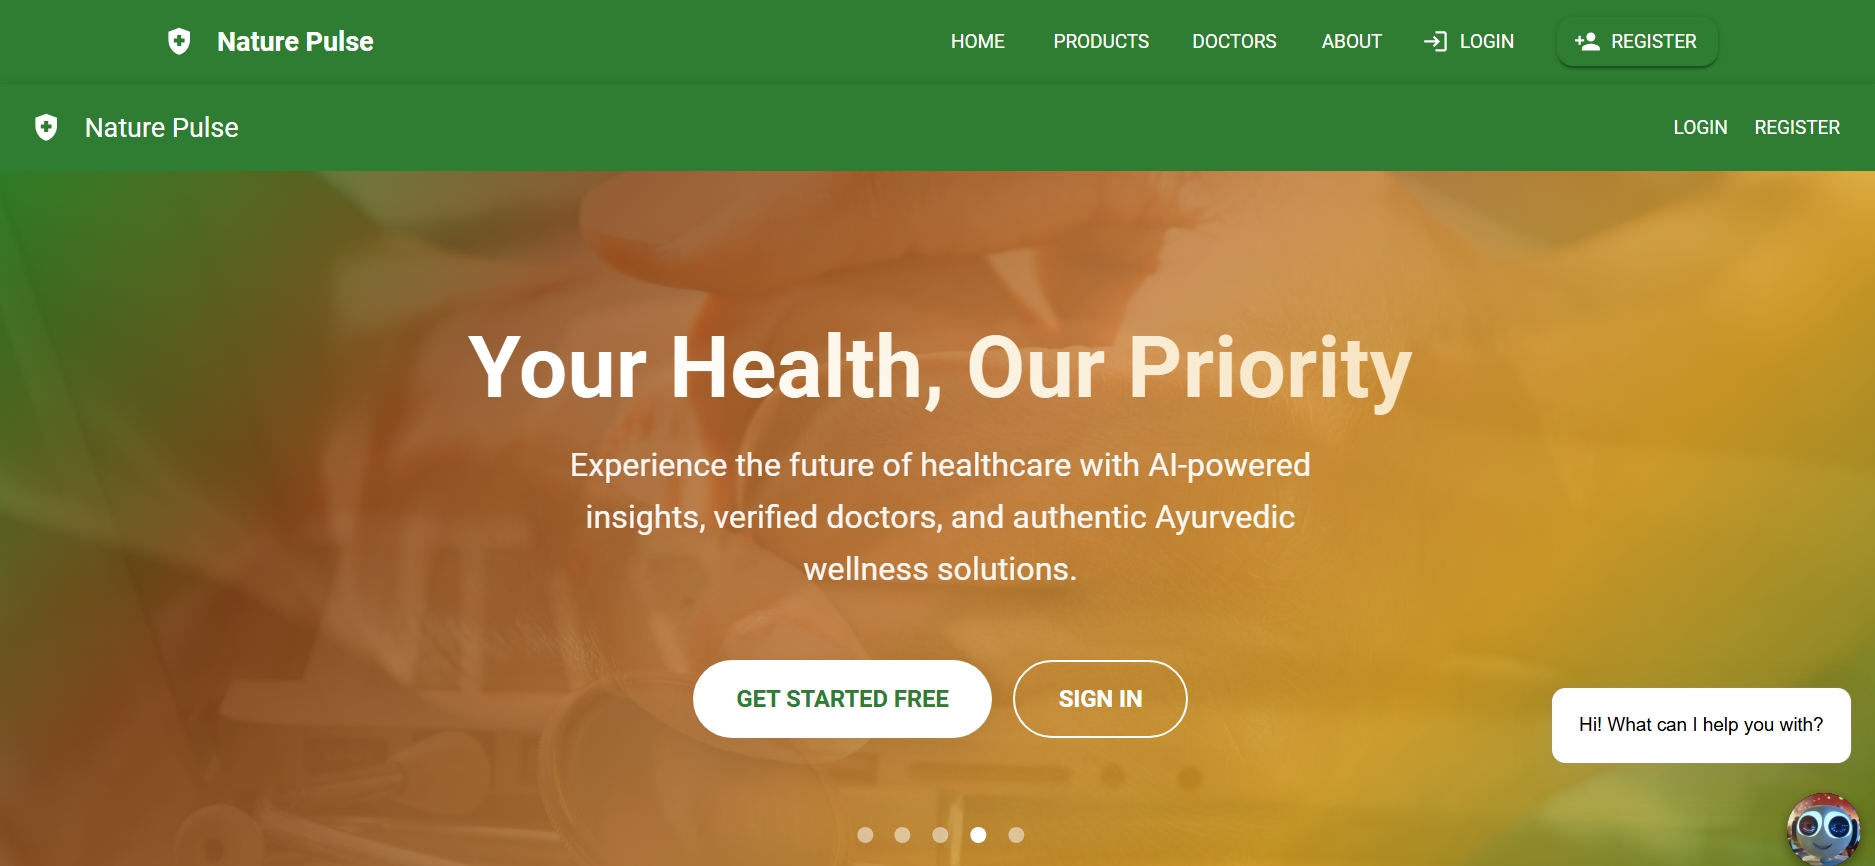 Nature Pulse
HOME PRODUCTS DOCTORS ABOUT LOGIN REGISTER
Nature Pulse
LOGIN REGISTER
Your Health, Our Priority
Experience the future of healthcare with AI-powered
insights, verified doctors, and authentic Ayurvedic
wellness solutions.
GET STARTED FREE SIGN IN
Hi! What can I help you with?